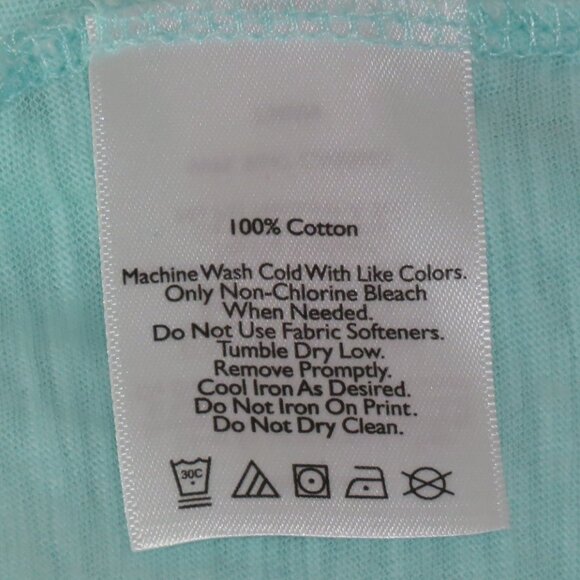 100% Cotton
Machine Wash Cold With Like Colors.
Only Non-Chlorine Bleach
When Needed.
Do Not Use Fabric Softeners.
Tumble Dry Low.
Remove Promptly.
Cool Iron As Desired.
Do Not Iron On Print.
Do Not Dry Clean.
30C